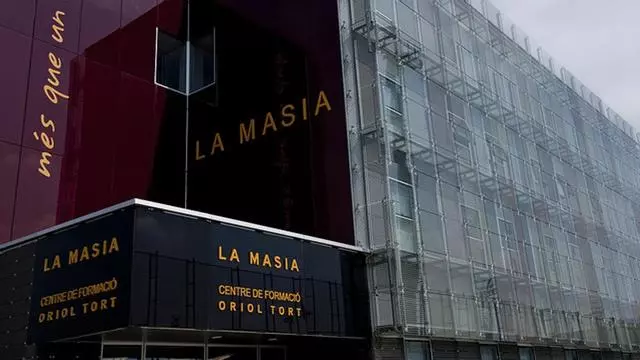 més que un
LA MASIA
LA MASIA
CENTRE DE FORMACIÓ
ORIOL TORT
LA MASIA
CENTRE DE FORMACIÓ
ORIOL TORT